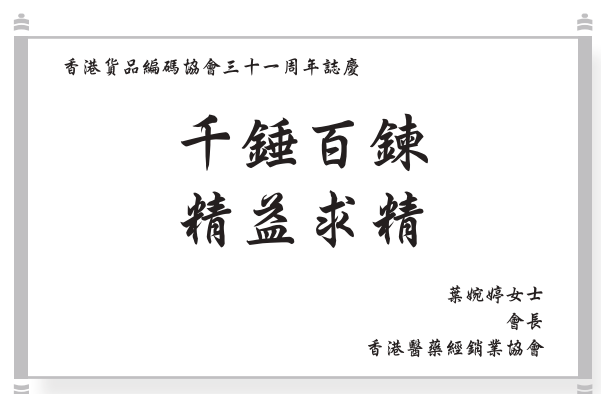 香港貨品編碼協會三十一周年誌慶
千錘百鍊
精益求精
葉婉婷女士
會長
香港醫藥經銷業協會